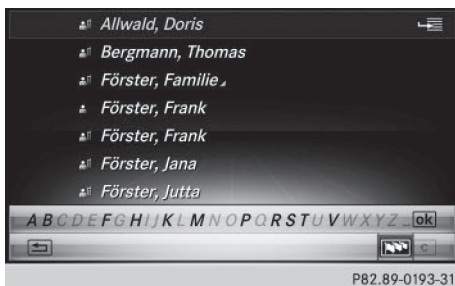 Allwald, Doris
Bergmann, Thomas
Förster, Familie
Förster, Frank
Förster, Frank
Förster, Jana
Förster, Jutta
A B C D E F G H I J K L M N O P Q R S T U V W X Y Z _ ok
c
P82.89-0193-31